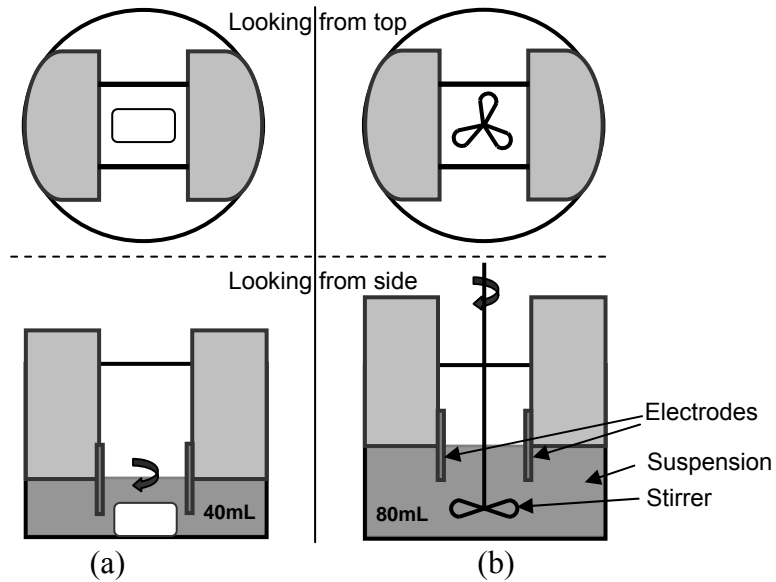 Looking from top
Looking from side
Electrodes
Suspension
Stirrer
40mL
80mL
(a)
(b)